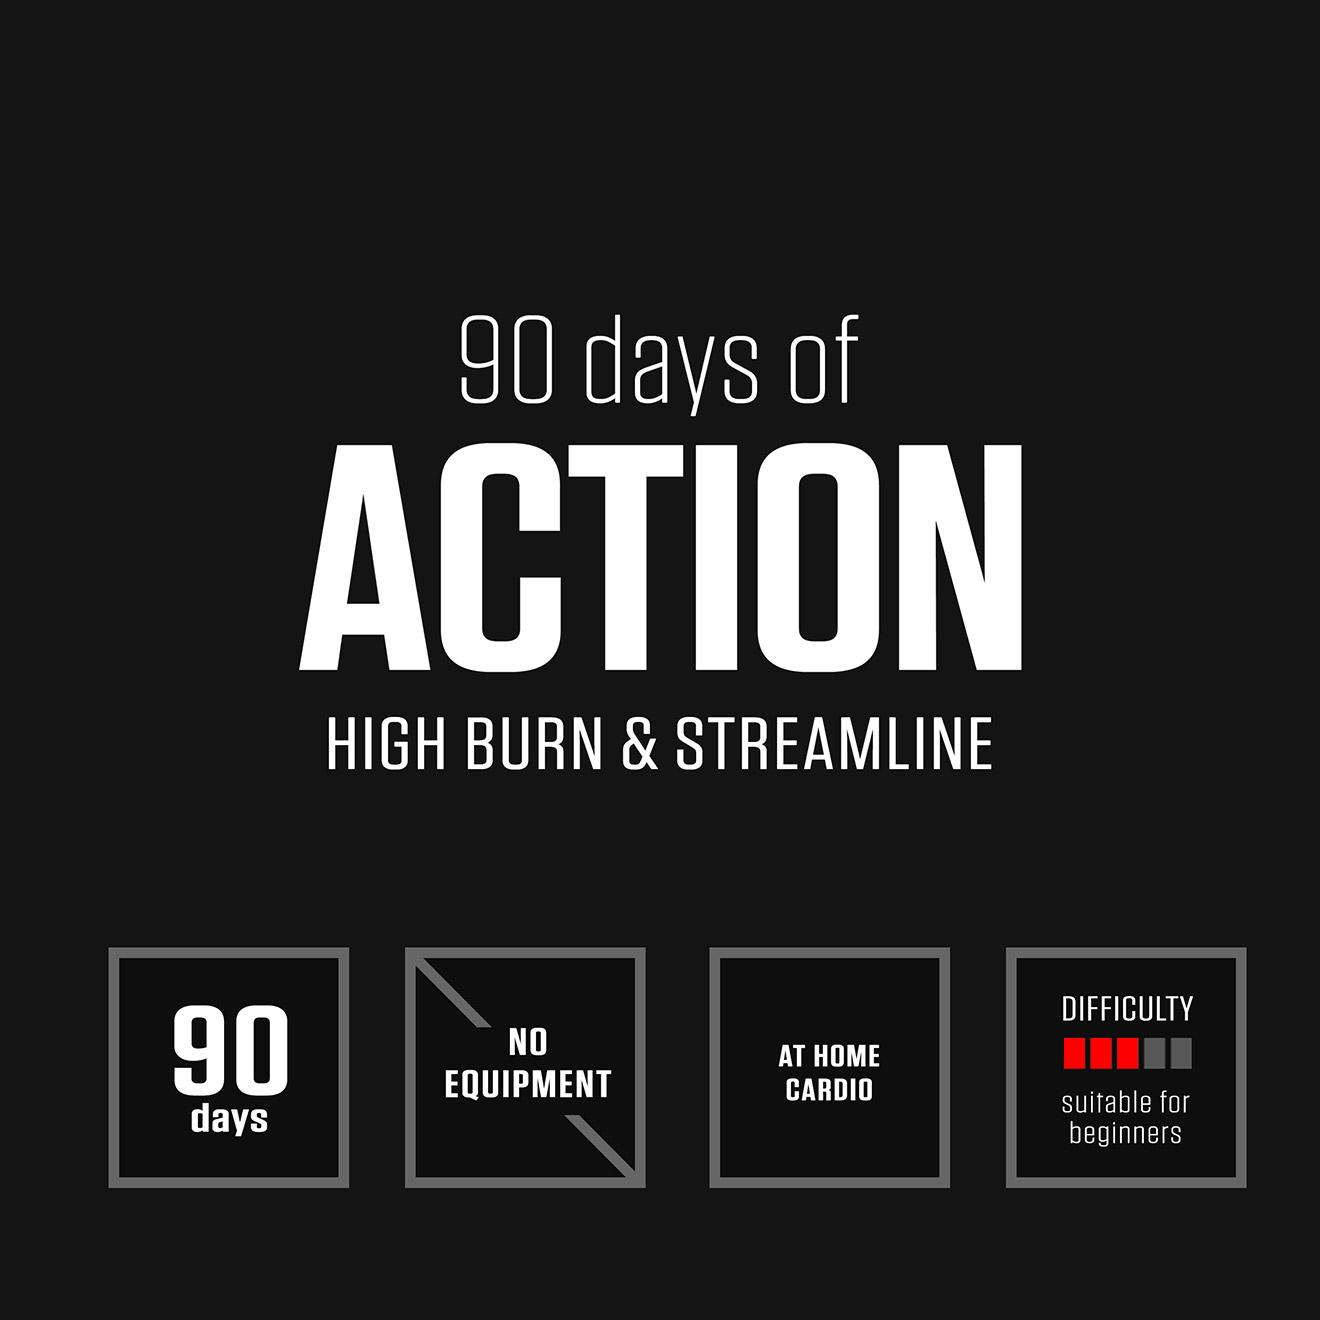 90 days of
ACTION
HIGH BURN & STREAMLINE
90
days
NO
EQUIPMENT
AT HOME
CARDIO
DIFFICULTY
suitable for
beginners